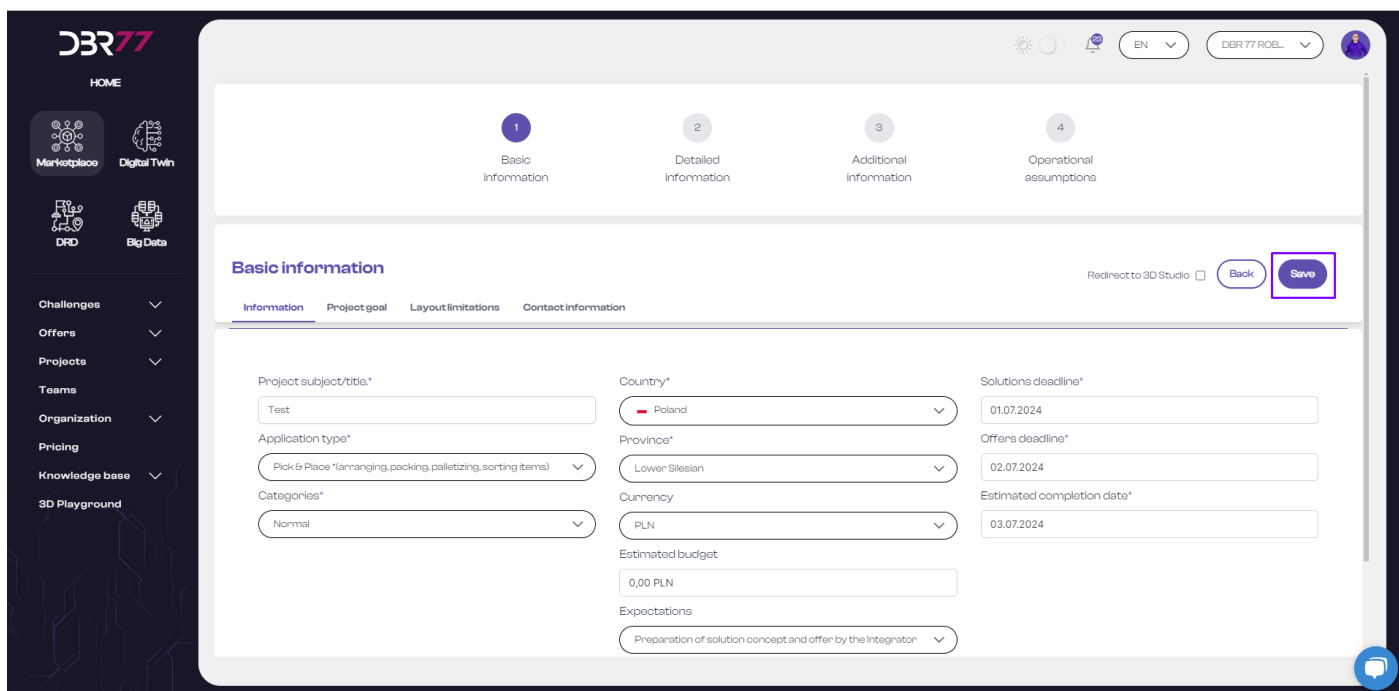 DBR77
HOME
Marketplace
Digital Twin
DRD
Big Data
Challenges
Offers
Projects
Teams
Organization
Pricing
Knowledge base
3D Playground
29
EN
DBR 77 ROB...
1
Basic
information
2
Detailed
information
3
Additional
information
4
Operational
assumptions
Basic information
Redirect to 3D Studio
Back
Save
Information
Project goal
Layout limitations
Contact information
Project subject/title.*
Test
Application type*
Pick & Place *(arranging, packing, palletizing, sorting items)
Categories*
Normal
Country*
Poland
Province*
Lower Silesian
Currency
PLN
Estimated budget
0,00 PLN
Expectations
Preparation of solution concept and offer by the Integrator
Solutions deadline*
01.07.2024
Offers deadline*
02.07.2024
Estimated completion date*
03.07.2024